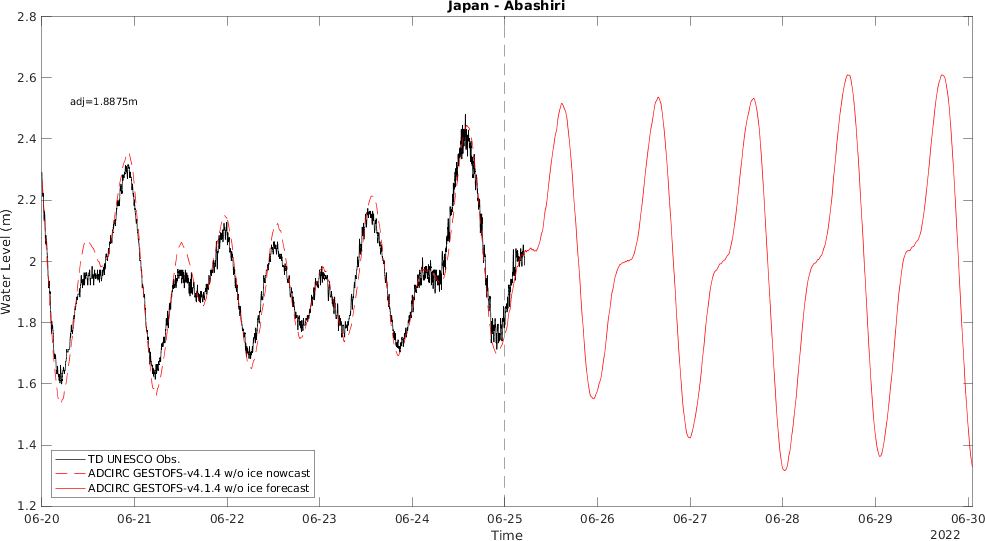 Japan - Abashiri
2.8
2.6
2.4
2.2
2
1.8
1.6
1.4
1.2
Water Level (m)
adj=1.8875m
TD UNESCO Obs.
ADCIRC GESTOFS-v4.1.4 w/o ice nowcast
ADCIRC GESTOFS-v4.1.4 w/o ice forecast
06-20 06-21 06-22 06-23 06-24 06-25 06-26 06-27 06-28 06-29 06-30
Time
2022